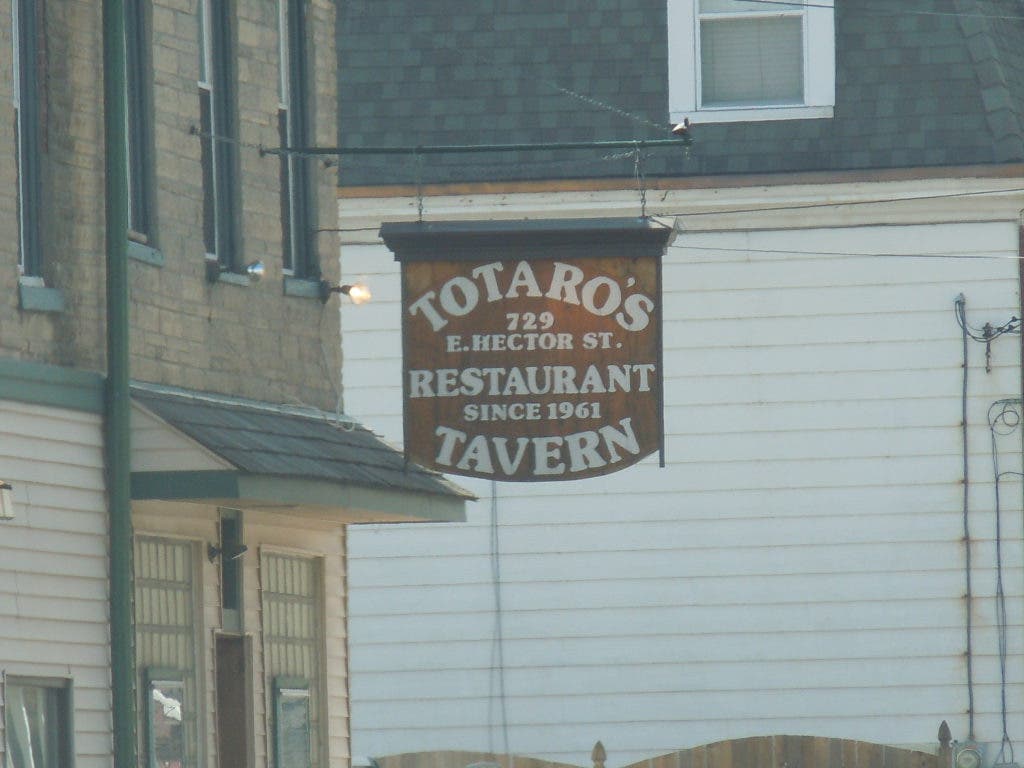 TOTARO'S
729
E. HECTOR ST.
RESTAURANT
SINCE 1961
TAVERN